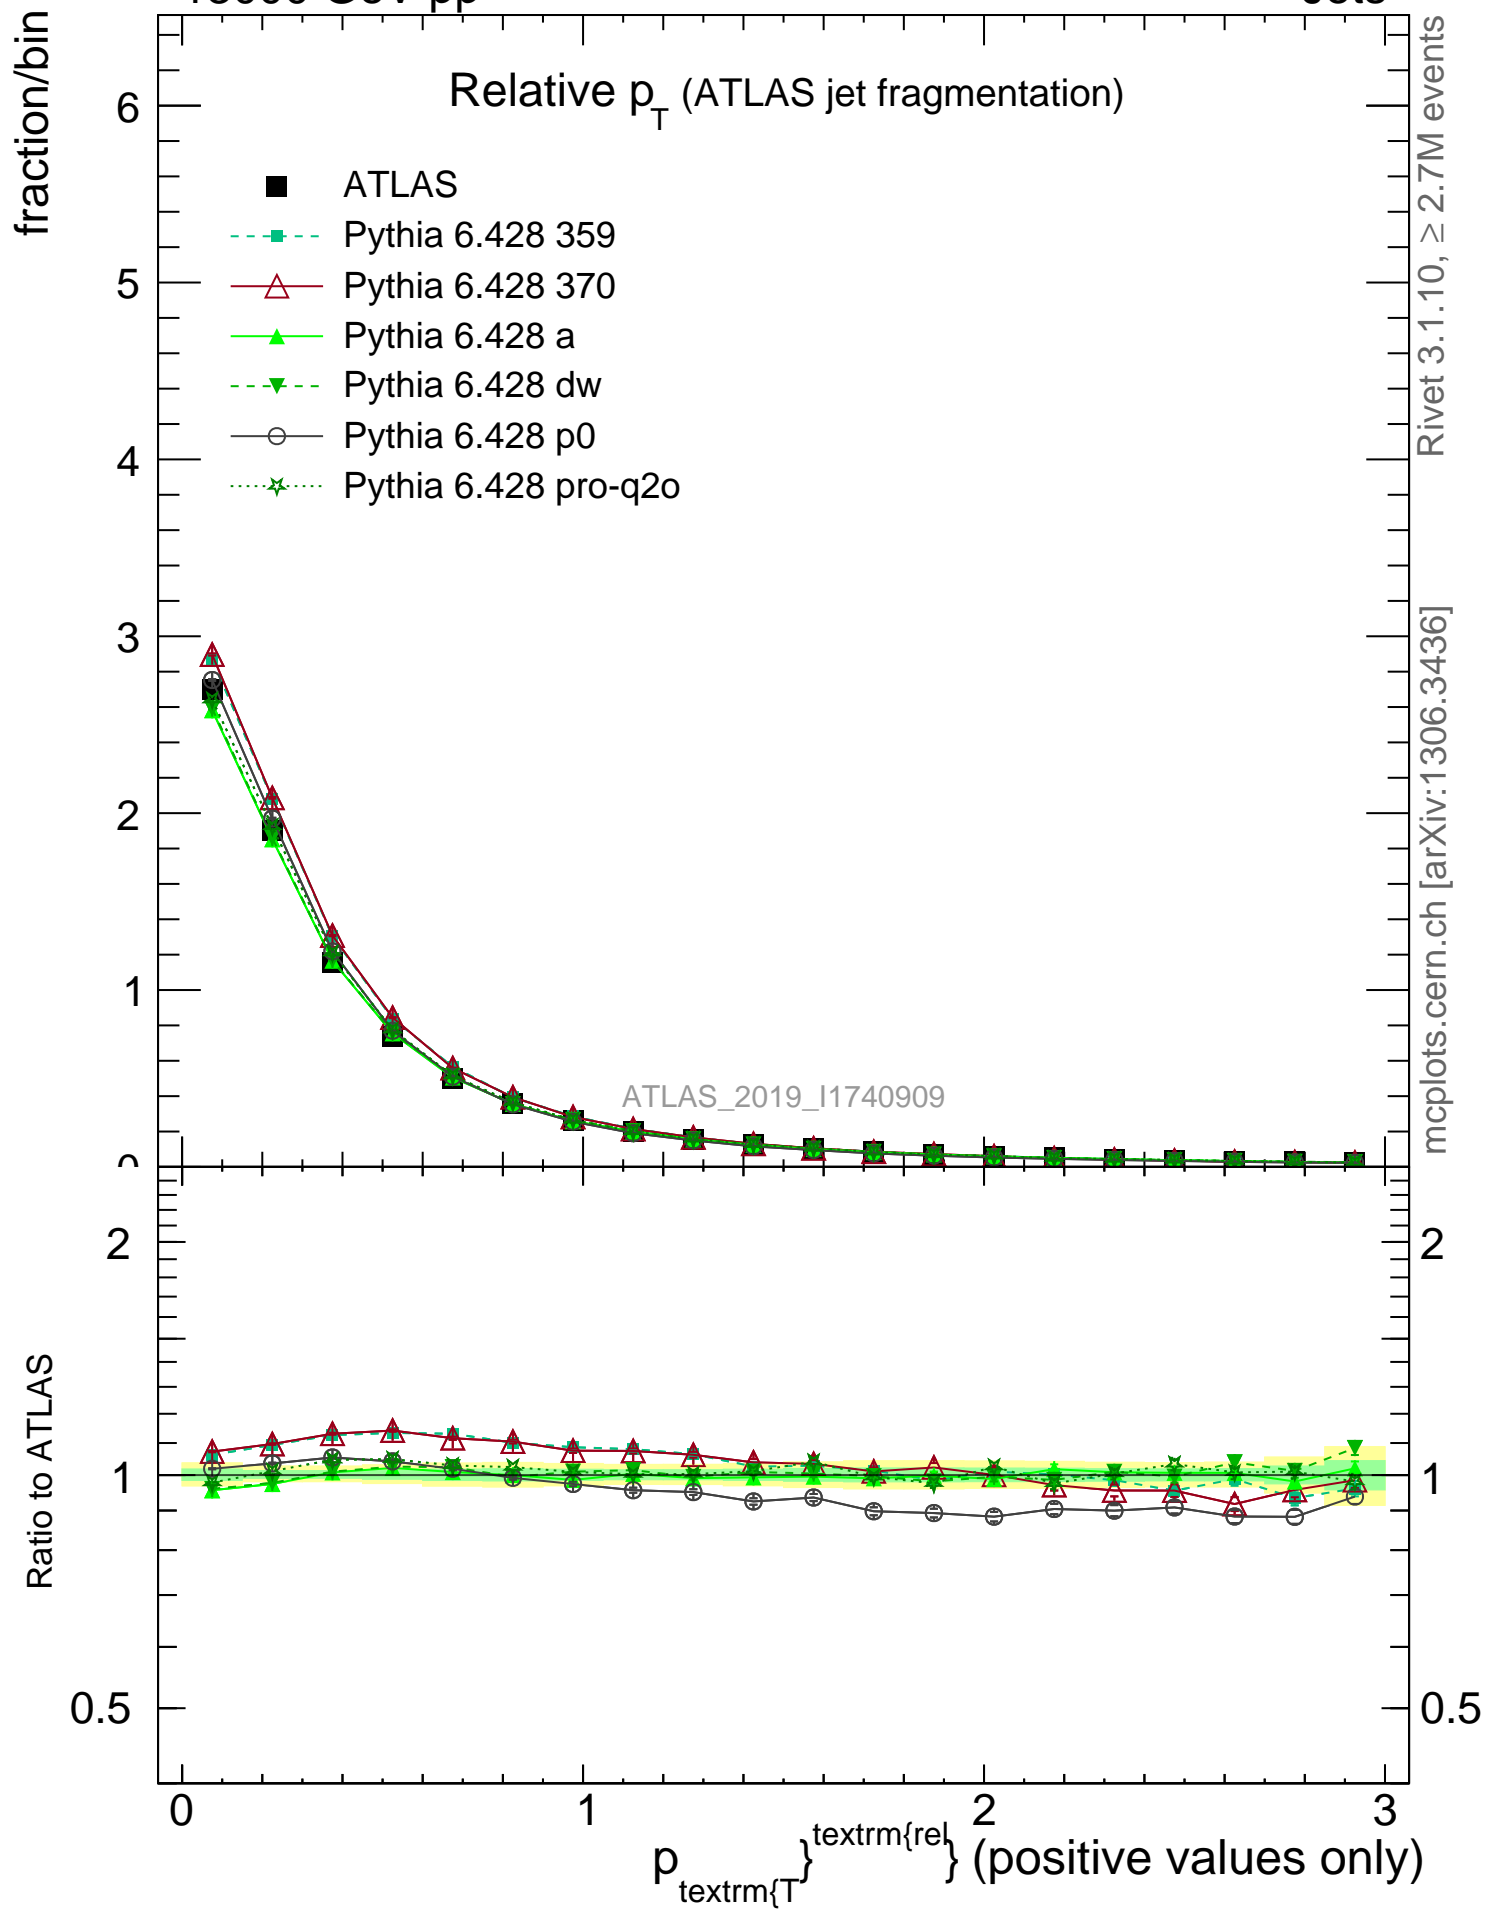 fraction/bin
Relative pT (ATLAS jet fragmentation)
ATLAS
Pythia 6.428 359
Pythia 6.428 370
Pythia 6.428 a
Pythia 6.428 dw
Pythia 6.428 p0
Pythia 6.428 pro-q2o
6
5
4
3
2
1
0
ATLAS_2019_I1740909
Rivet 3.1.10, ≥ 2.7M events
mcplots.cern.ch [arXiv:1306.3436]
Ratio to ATLAS
2
1
0.5
2
1
0.5
0
1
2
3
p textrm{T } textrm{rel } (positive values only)